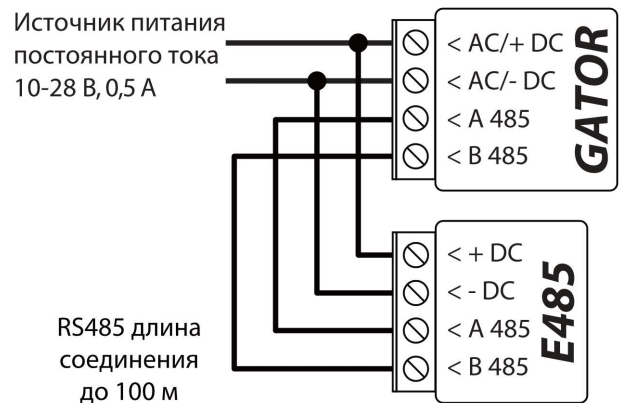 Источник питания
постоянного тока
10-28 В, 0,5 А
< AC/+ DC
< AC/- DC
< A 485
< B 485
GATOR
< + DC
< - DC
< A 485
< B 485
E485
RS485 длина
соединения
до 100 м